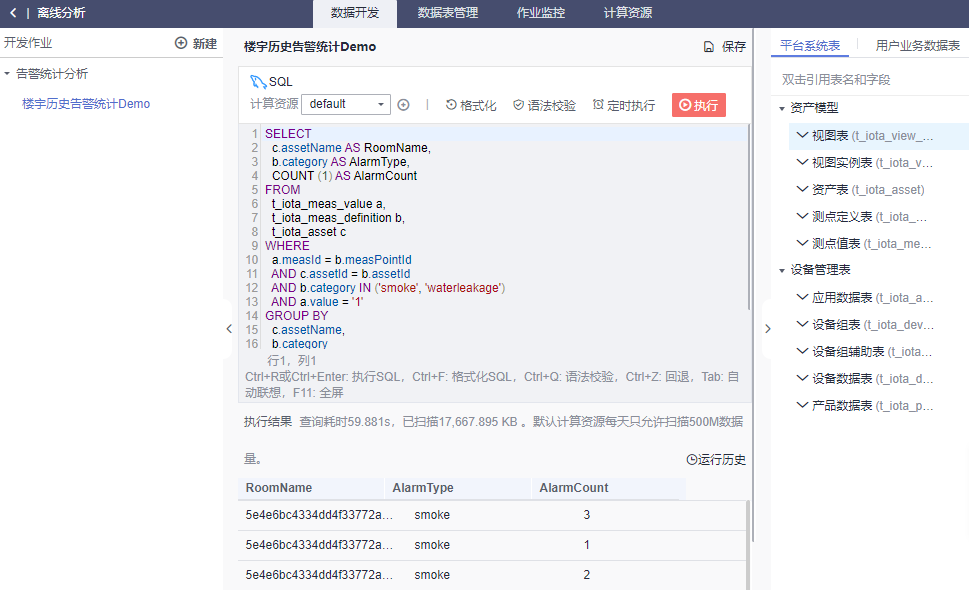 离线分析
数据开发
数据表管理
作业监控
计算资源
开发作业
新建
告警统计分析
楼宇历史告警统计Demo
楼宇历史告警统计Demo
保存
SQL
计算资源 default
格式化
语法校验
定时执行
执行
1 SELECT
2 c.assetName AS RoomName,
3 b.category AS AlarmType,
4 COUNT (1) AS AlarmCount
5 FROM
6 t_iota_meas_value a,
7 t_iota_meas_definition b,
8 t_iota_asset c
9 WHERE
10 a.measId = b.measPointId
11 AND c.assetId = b.assetId
12 AND b.category IN ('smoke', 'waterleakage')
13 AND a.value = '1'
14 GROUP BY
15 c.assetName,
16 b.category
行1，列1
Ctrl+R或Ctrl+Enter: 执行SQL，Ctrl+F: 格式化SQL，Ctrl+Q: 语法校验，Ctrl+Z: 回退，Tab: 自
动联想，F11: 全屏
执行结果 查询耗时59.881s，已扫描17,667.895 KB 。默认计算资源每天只允许扫描500M数据
量。
运行历史
RoomName AlarmType AlarmCount
5e4e6bc4334dd4f33772a... smoke 3
5e4e6bc4334dd4f33772a... smoke 1
5e4e6bc4334dd4f33772a... smoke 2
平台系统表
用户业务数据表
双击引用表名和字段
资产模型
视图表 (t_iota_view_...
视图实例表 (t_iota_v...
资产表 (t_iota_asset)
测点定义表 (t_iota_...
测点值表 (t_iota_me...
设备管理表
应用数据表 (t_iota_a...
设备组表 (t_iota_dev...
设备组辅助表 (t_iota...
设备数据表 (t_iota_d...
产品数据表 (t_iota_p...